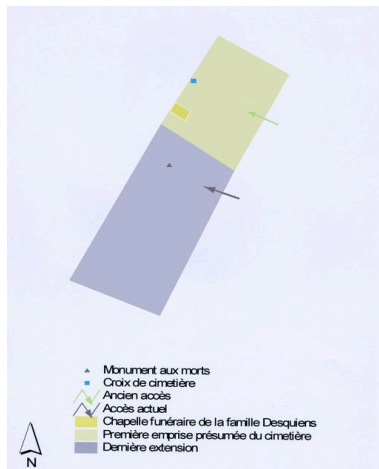 Monument aux morts
Croix de cimetière
Ancien accès
Accès actuel
Chapelle funéraire de la famille Desquiens
Première emprise présumée du cimetière
Dernière extension
N